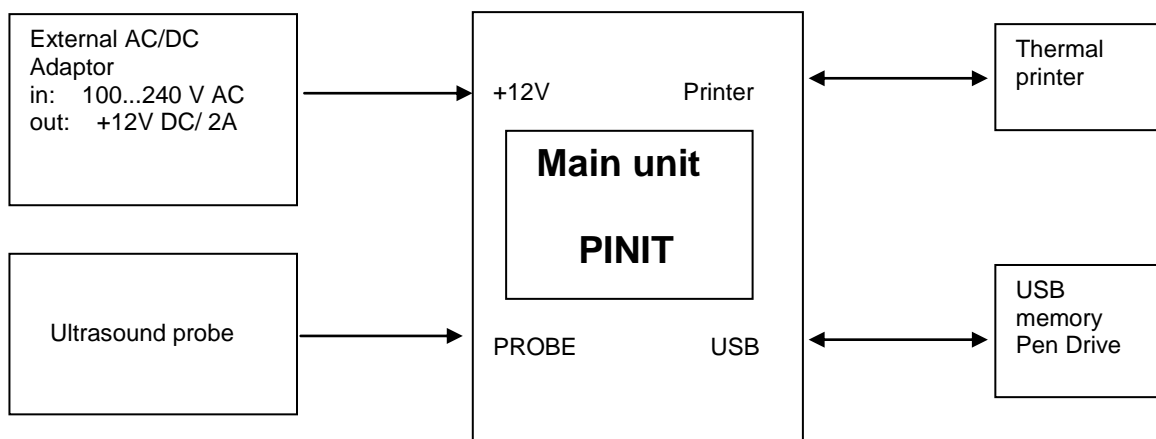 External AC/DC
Adaptor
in: 100...240 V AC
out: +12V DC/ 2A
Ultrasound probe
+12V Printer
Main unit
PINIT
PROBE USB
Thermal
printer
USB
memory
Pen Drive